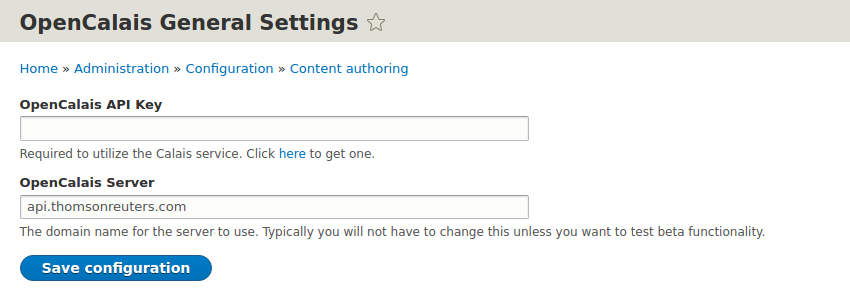 OpenCalais General Settings
Home » Administration » Configuration » Content authoring
OpenCalais API Key
Required to utilize the Calais service. Click here to get one.
OpenCalais Server
api.thomsonreuters.com
The domain name for the server to use. Typically you will not have to change this unless you want to test beta functionality.
Save configuration